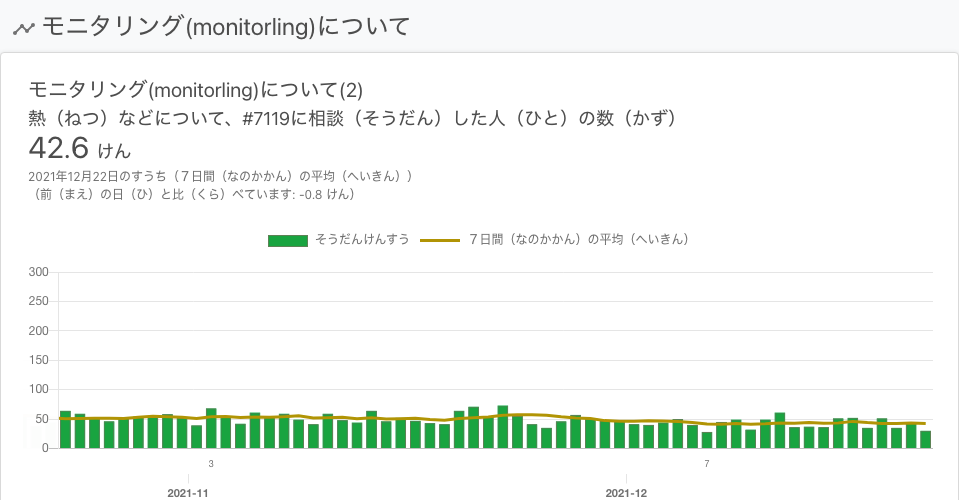 モニタリング(monitorling)について
モニタリング(monitorling)について(2)
熱（ねつ）などについて、#7119に相談（そうだん）した人（ひと）の数（かず）
42.6 けん
2021年12月22日のすうち（７日間（なのかかん）の平均（へいきん））
（前（まえ）の日（ひ）と比（くら）べています: -0.8 けん）
そうだんけんすう ７日間（なのかかん）の平均（へいきん）
300
250
200
150
100
50
0
3 7
2021-11 2021-12